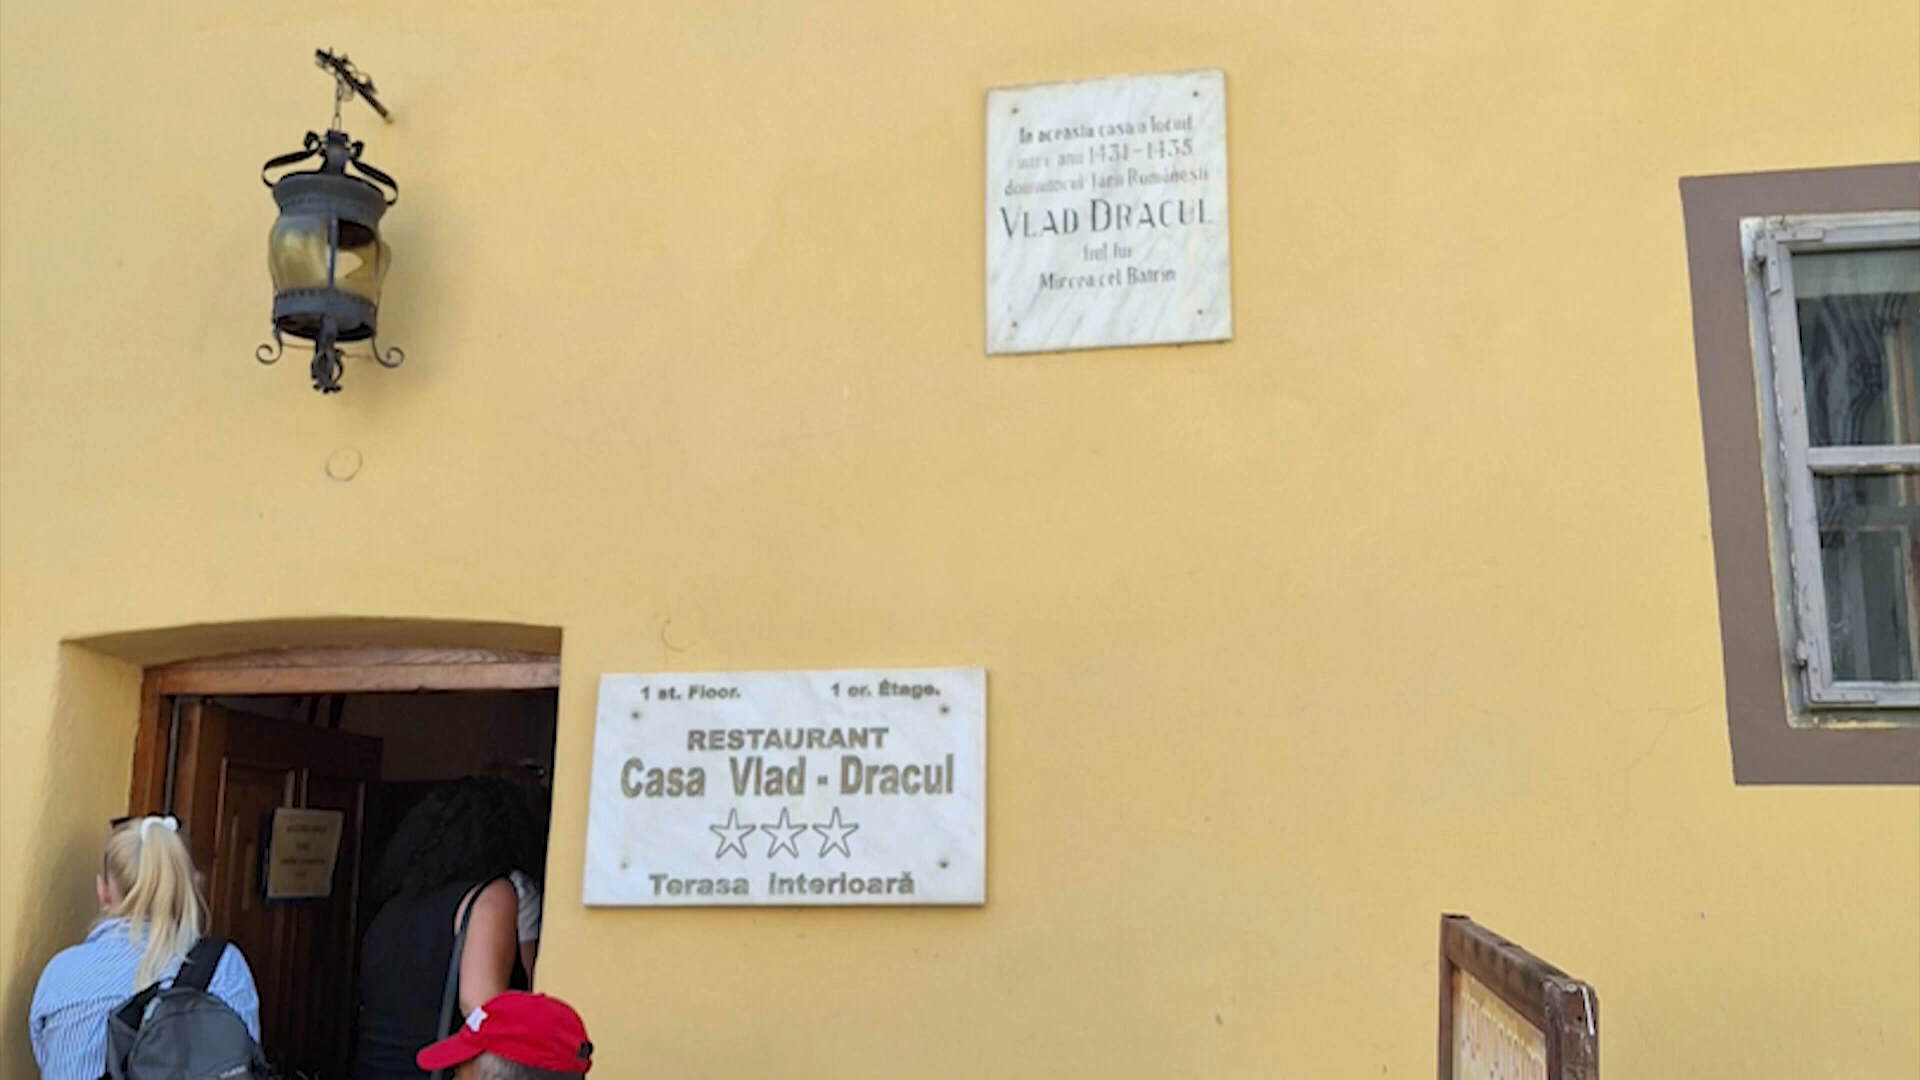 In aceasta casa a locuit
intre anii 1431-1435
domnitorul Țării Românești
VLAD DRACUL
fiul lui
Mircea cel Batrin
1 st. Floor. 1 er. Étage.
RESTAURANT
Casa Vlad - Dracul
Terasa interioară